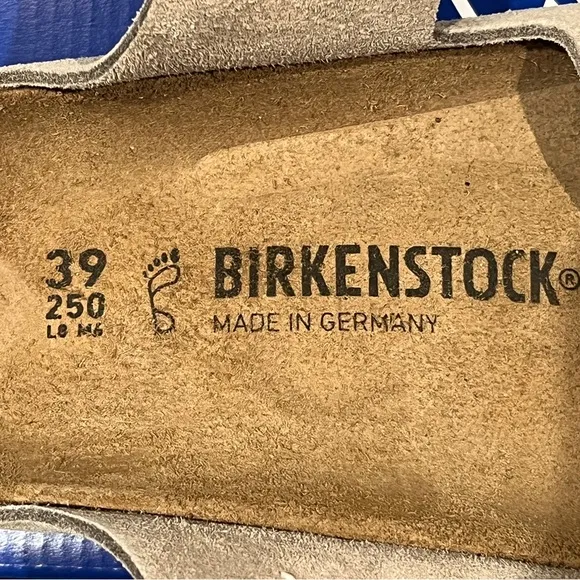 39
250
L8 M6
BIRKENSTOCK®
MADE IN GERMANY